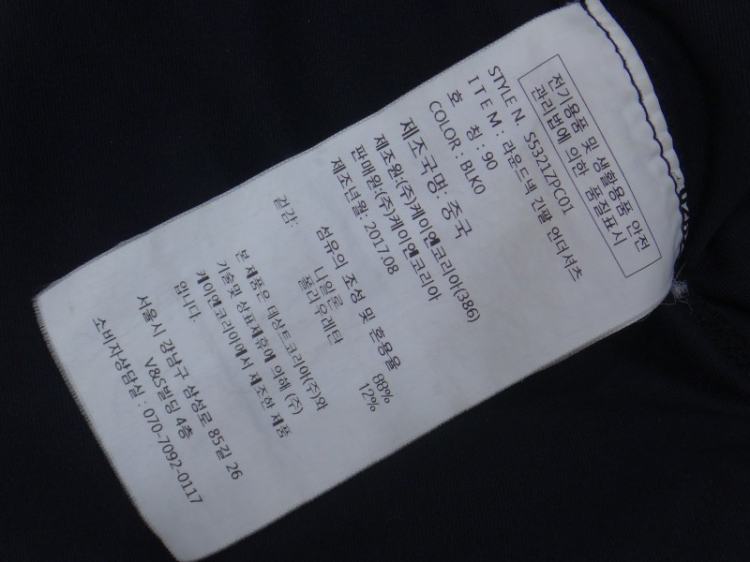 전기용품 및 생활용품 안전
관리법에 의한 품질표시
STYLE N. S5321ZPC01
ITEM : 라운드넥 긴팔 언더셔츠
호 칭 : 90
COLOR : BLK0
제조국명: 중국
제조원:(주)케이엔코리아(386)
판매원:(주)케이엔코리아
제조년월: 2017.08
섬유의 조성 및 혼용율
겉감: 나일론 88%
폴리우레탄 12%
본 제품은 데상트코리아(주)와
기술및 상표제휴에 의해 (주)
케이엔코리아에서 제조한 제품
입니다.
서울시 강남구 삼성로 85길 26
V&S빌딩 4층
소비자상담실 : 070-7092-0117